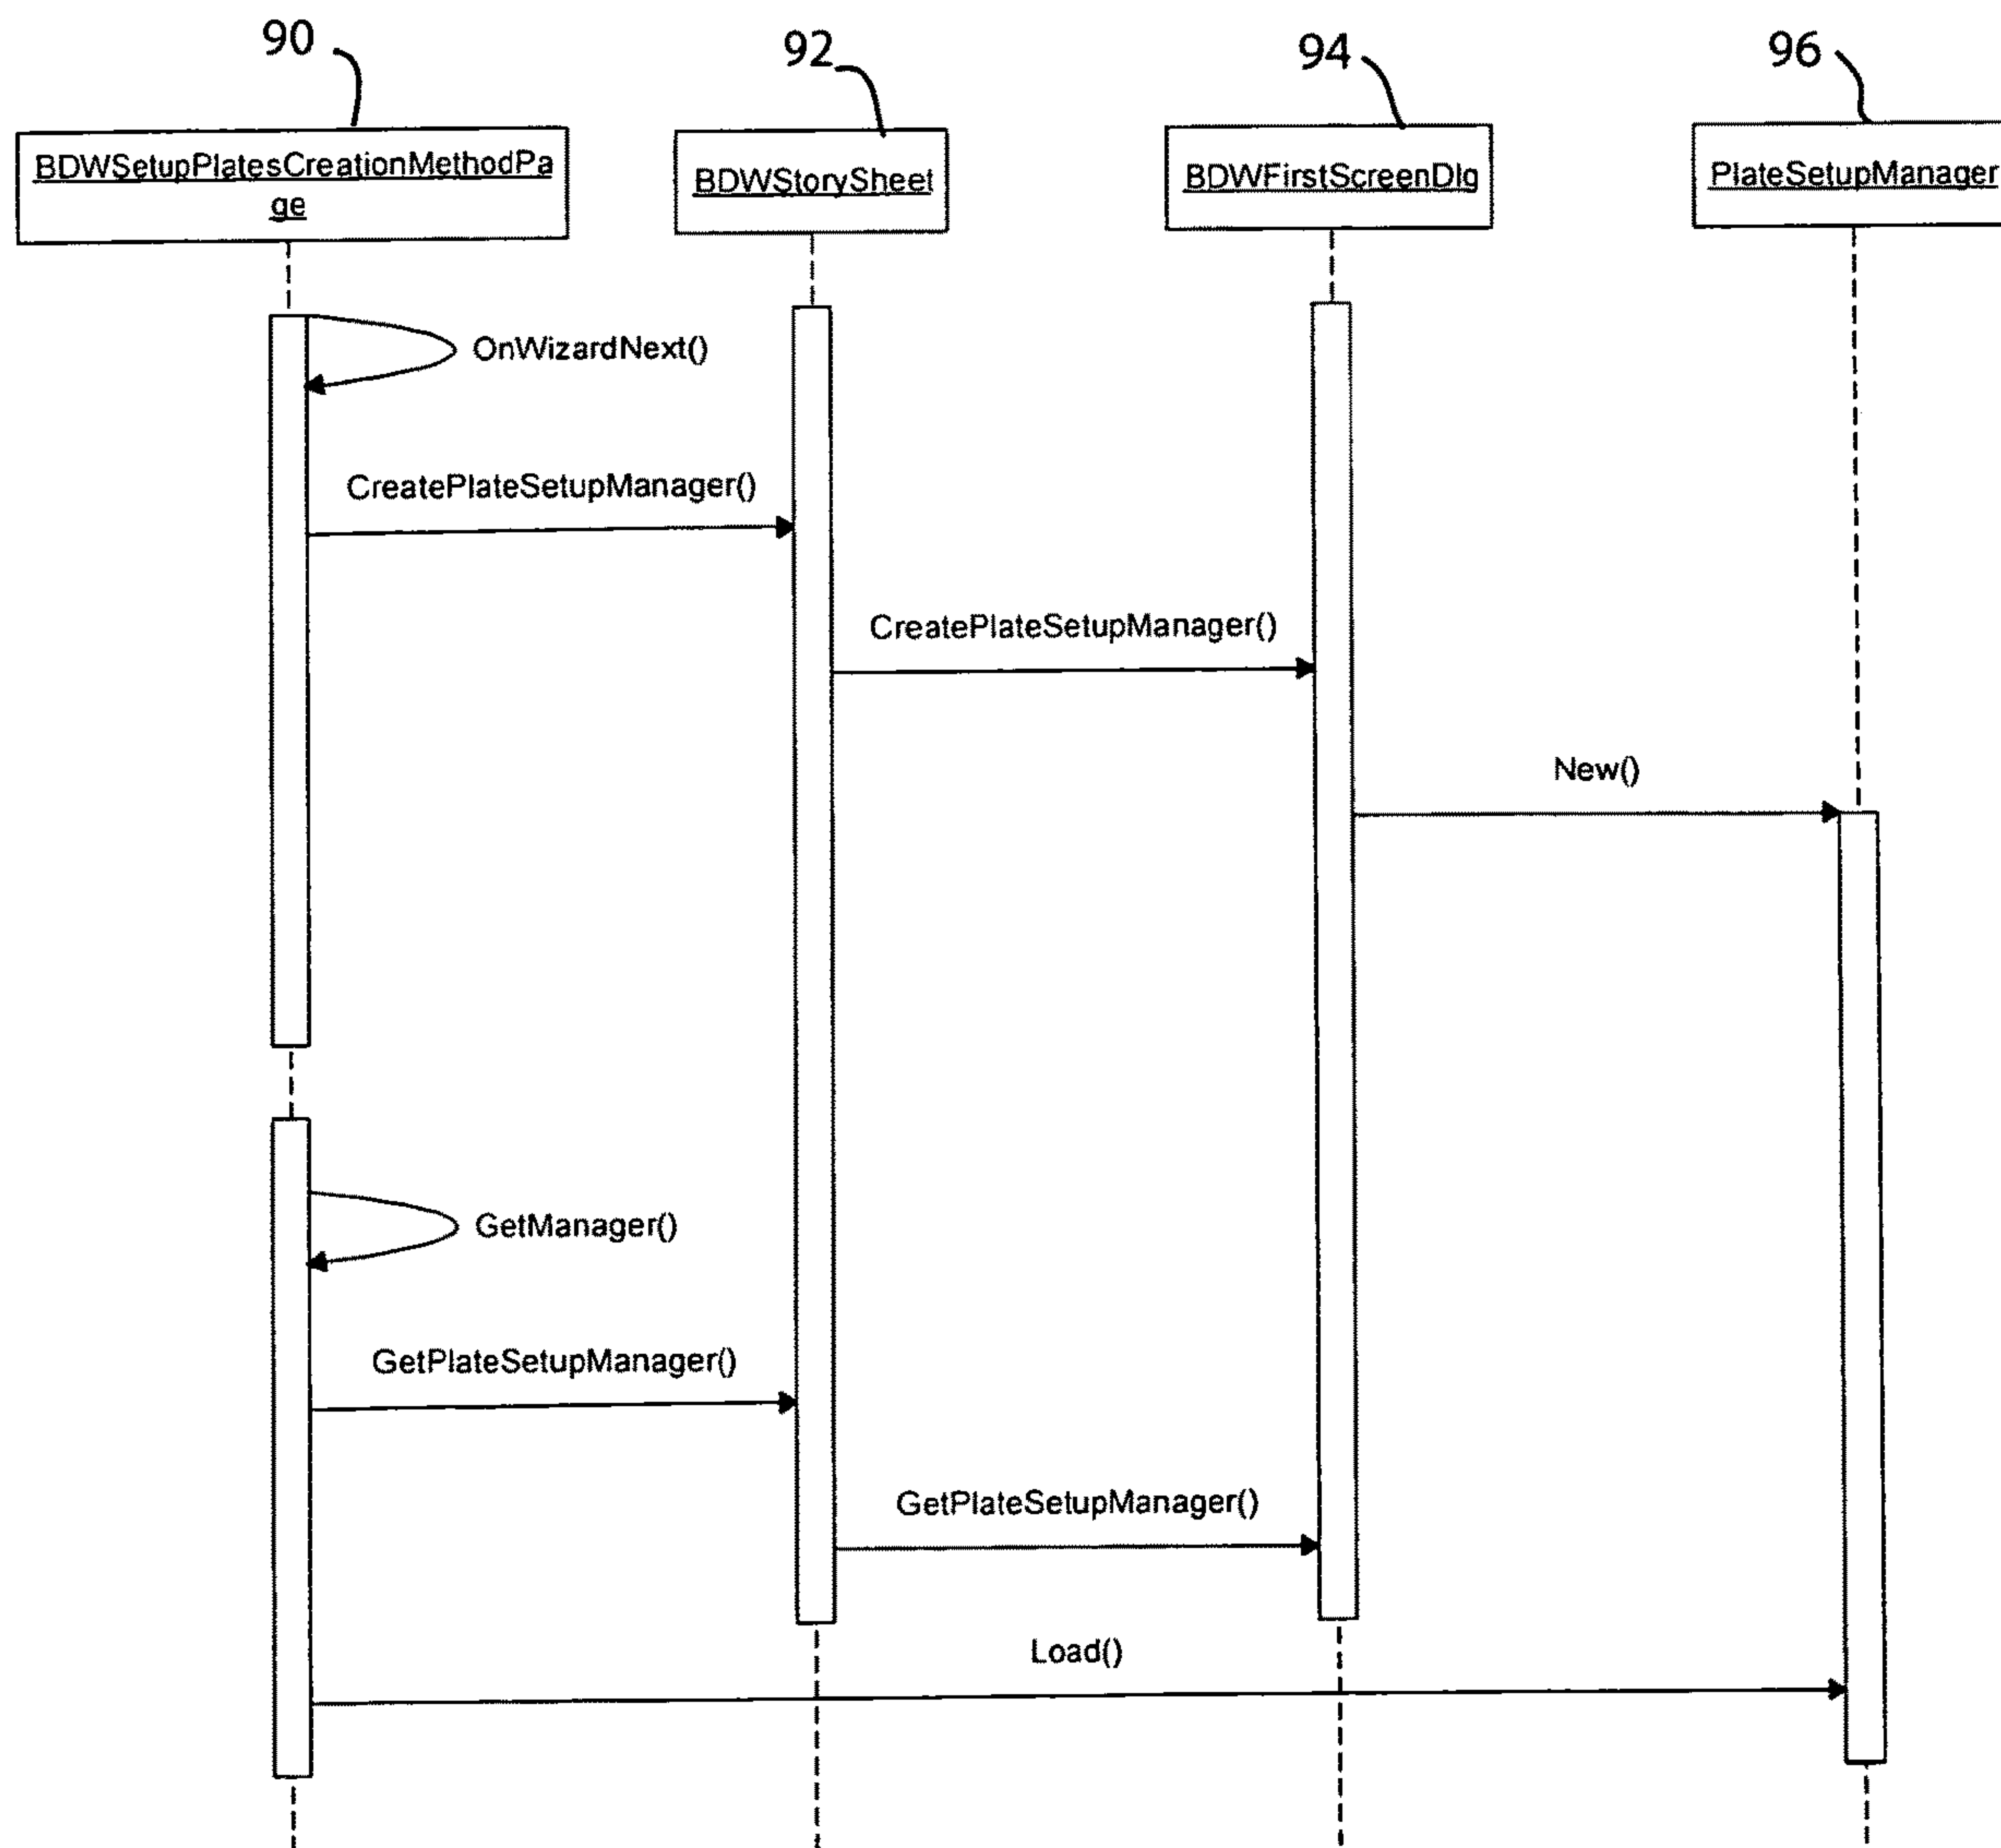 90
92
94
96
BDWSetupPlatesCreationMethodPa
ge
BDWStorySheet
BDWFirstScreenDlg
PlateSetupManager
OnWizardNext()
CreatePlateSetupManager()
CreatePlateSetupManager()
New()
GetManager()
GetPlateSetupManager()
GetPlateSetupManager()
Load()